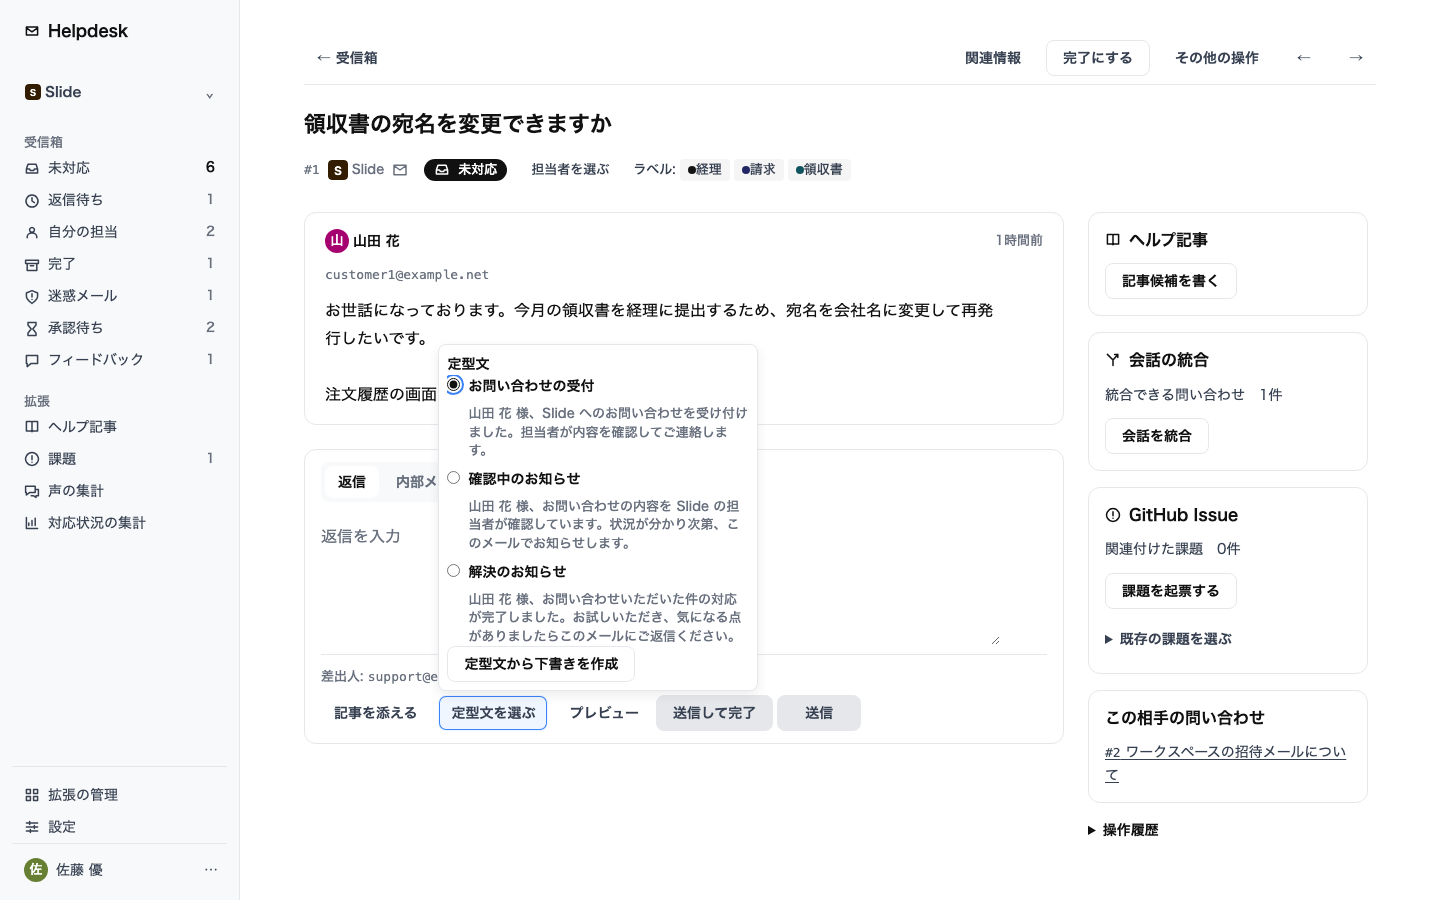 Helpdesk
S Slide
受信箱
未対応 6
返信待ち 1
自分の担当 2
完了 1
迷惑メール 1
承認待ち 2
フィードバック 1
拡張
ヘルプ記事
課題 1
声の集計
対応状況の集計
拡張の管理
設定
佐 佐藤 優 …
← 受信箱
関連情報 完了にする その他の操作 ← →
領収書の宛名を変更できますか
#1 S Slide 未対応 担当者を選ぶ ラベル: 経理 請求 領収書
山 山田 花 1時間前
customer1@example.net
お世話になっております。今月の領収書を経理に提出するため、宛名を会社名に変更して再発
行したいです。
注文履歴の画面
定型文
お問い合わせの受付
山田 花 様、Slide へのお問い合わせを受け付け
ました。担当者が内容を確認してご連絡しま
す。
確認中のお知らせ
山田 花 様、お問い合わせの内容を Slide の担
当者が確認しています。状況が分かり次第、こ
のメールでお知らせします。
解決のお知らせ
山田 花 様、お問い合わせいただいた件の対応
が完了しました。お試しいただき、気になる点
がありましたらこのメールにご返信ください。
定型文から下書きを作成
返信 内部メ
返信を入力
差出人: support@e
記事を添える 定型文を選ぶ プレビュー 送信して完了 送信
ヘルプ記事
記事候補を書く
会話の統合
統合できる問い合わせ 1件
会話を統合
GitHub Issue
関連付けた課題 0件
課題を起票する
▶ 既存の課題を選ぶ
この相手の問い合わせ
#2 ワークスペースの招待メールについ
て
▶ 操作履歴